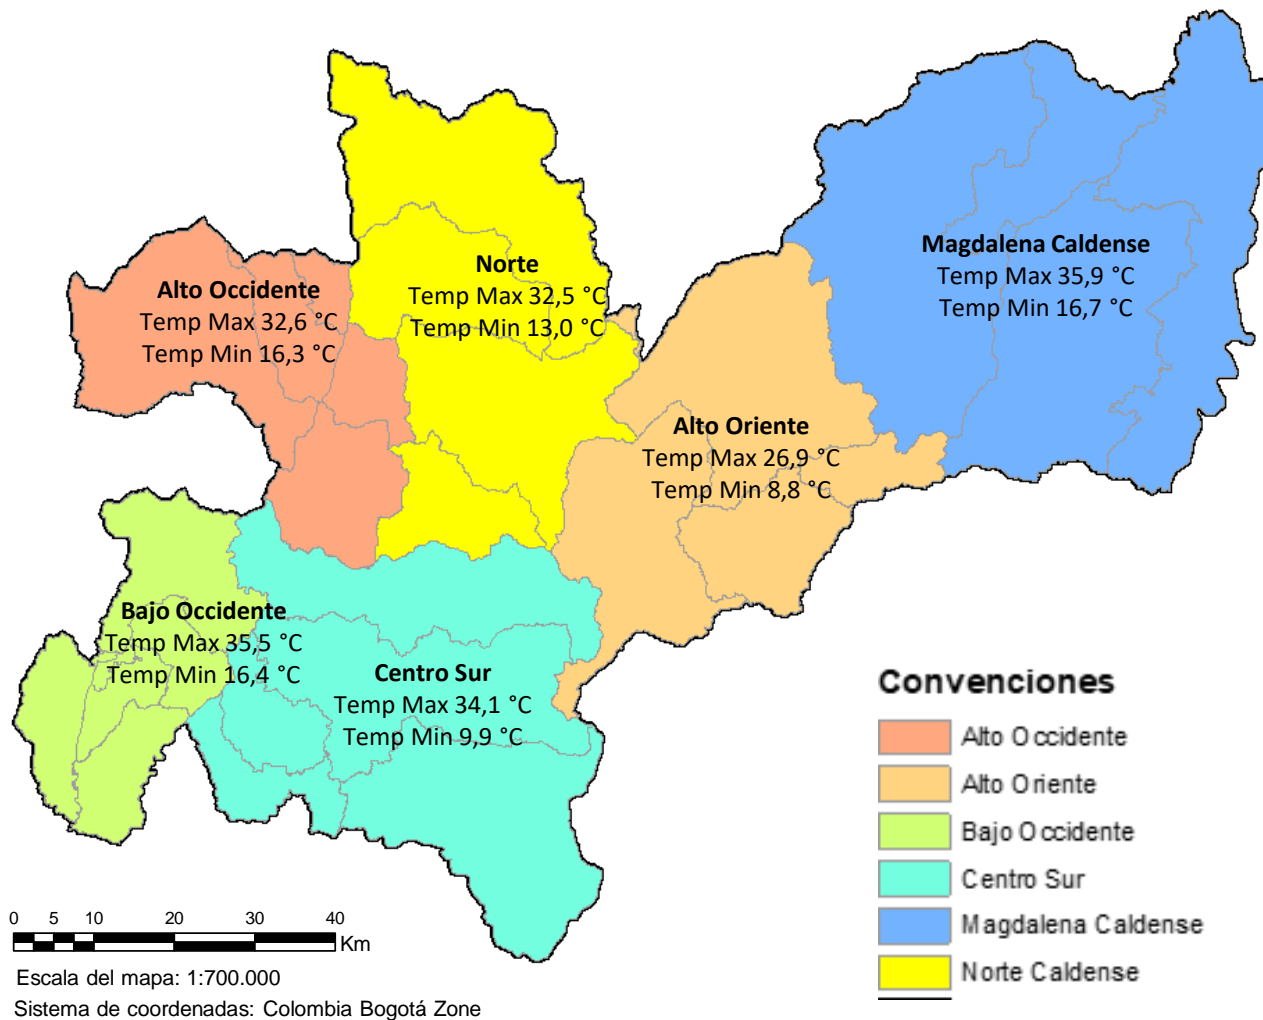 Magdalena Caldense
Temp Max 35,9 °C
Temp Min 16,7 °C
Norte
Temp Max 32,5 °C
Temp Min 13,0 °C
Alto Occidente
Temp Max 32,6 °C
Temp Min 16,3 °C
Alto Oriente
Temp Max 26,9 °C
Temp Min 8,8 °C
Bajo Occidente
Temp Max 35,5 °C
Temp Min 16,4 °C
Centro Sur
Temp Max 34,1 °C
Temp Min 9,9 °C
Convenciones
Alto Occidente
Alto Oriente
Bajo Occidente
Centro Sur
Magdalena Caldense
Norte Caldense
0 5 10 20 30 40
Km
Escala del mapa: 1:700.000
Sistema de coordenadas: Colombia Bogotá Zone